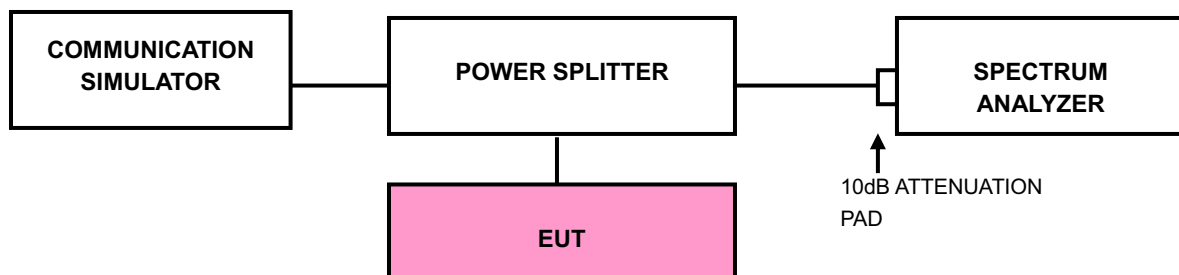 COMMUNICATION
SIMULATOR
POWER SPLITTER
SPECTRUM
ANALYZER
10dB ATTENUATION
PAD
EUT